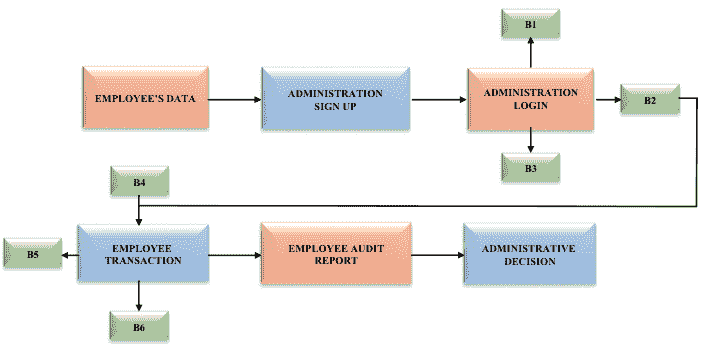 B1
EMPLOYEE'S DATA
ADMINISTRATION
SIGN UP
ADMINISTRATION
LOGIN
B2
B3
B4
B5
EMPLOYEE
TRANSACTION
EMPLOYEE AUDIT
REPORT
ADMINISTRATIVE
DECISION
B6